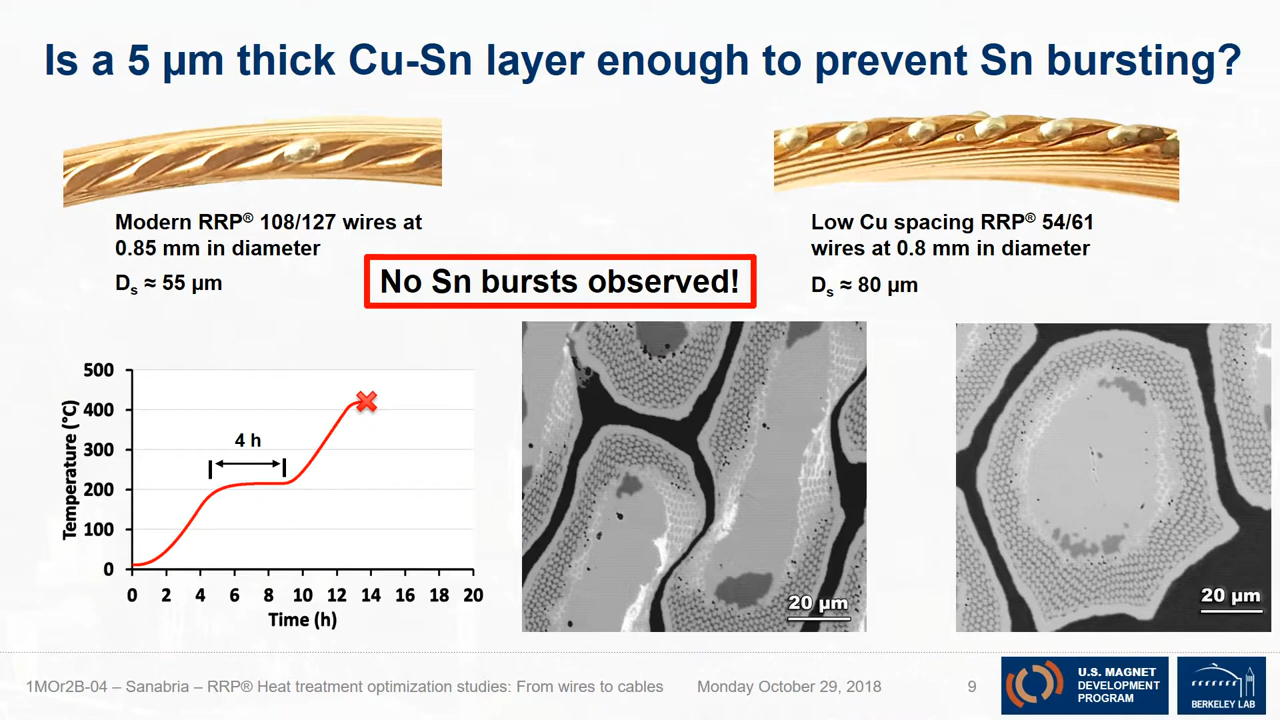 Is a 5 µm thick Cu-Sn layer enough to prevent Sn bursting?
Modern RRP® 108/127 wires at
0.85 mm in diameter
Dₛ ≈ 55 µm
Low Cu spacing RRP® 54/61
wires at 0.8 mm in diameter
Dₛ ≈ 80 µm
No Sn bursts observed!
Temperature (°C)
500
400
300
200
100
0
4 h
0 2 4 6 8 10 12 14 16 18 20
Time (h)
20 µm
20 µm
1MOr2B-04 – Sanabria – RRP® Heat treatment optimization studies: From wires to cables
Monday October 29, 2018
9
U.S. MAGNET
DEVELOPMENT
PROGRAM
BERKELEY LAB